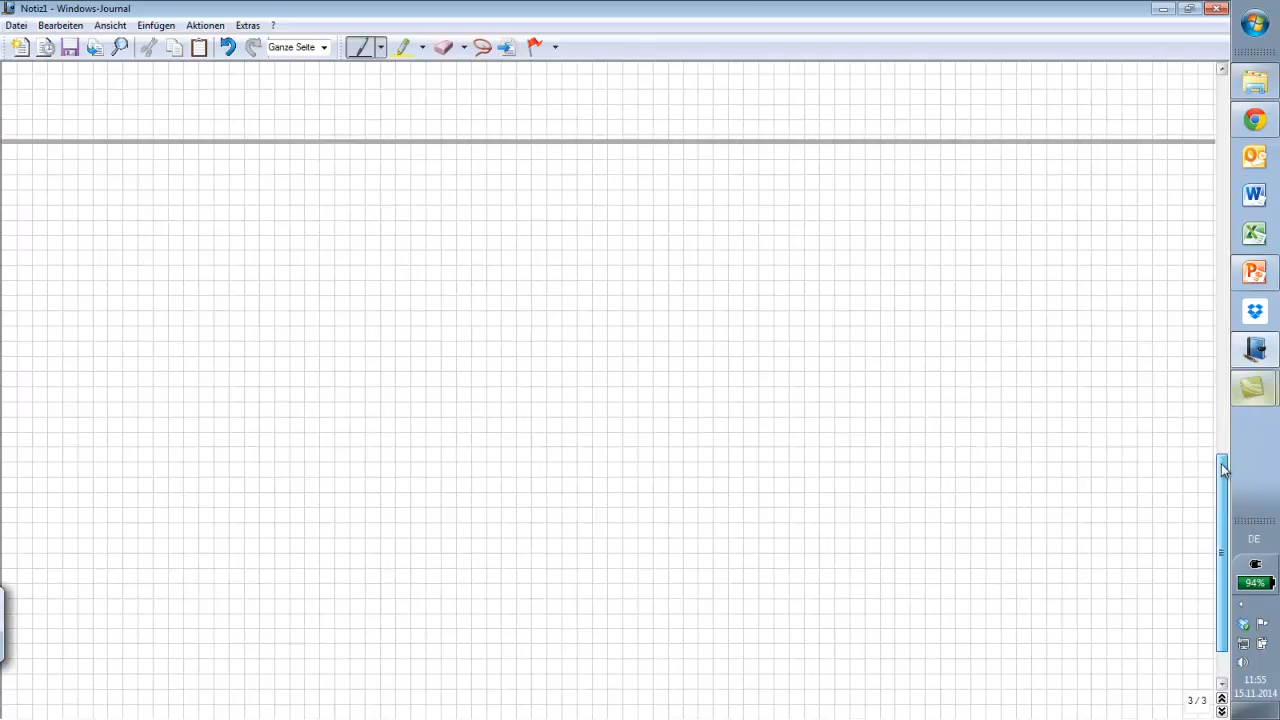 Notiz1 - Windows-Journal
Datei Bearbeiten Ansicht Einfügen Aktionen Extras ?
Ganze Seite
DE
94%
11:55
15.11.2014
3 / 3